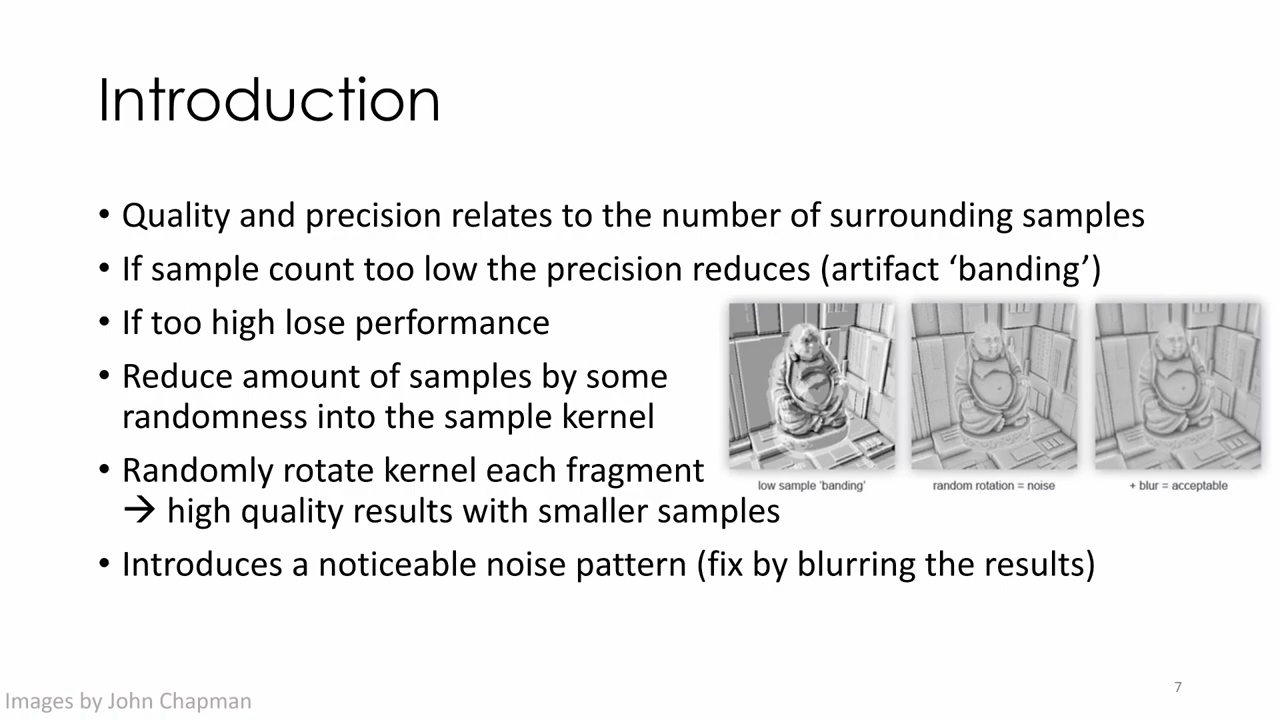 Introduction
• Quality and precision relates to the number of surrounding samples
• If sample count too low the precision reduces (artifact ‘banding’)
• If too high lose performance
• Reduce amount of samples by some
randomness into the sample kernel
• Randomly rotate kernel each fragment
→ high quality results with smaller samples
• Introduces a noticeable noise pattern (fix by blurring the results)
low sample ‘banding’
random rotation = noise
+ blur = acceptable
Images by John Chapman
7